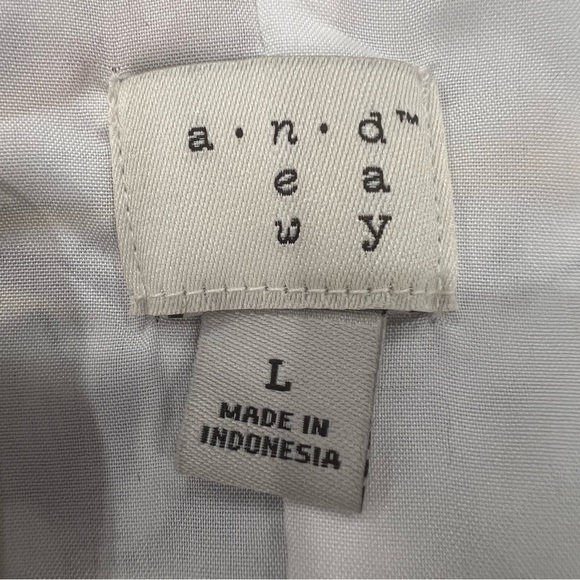 a · n · d™
e a
w y
L
MADE IN
INDONESIA